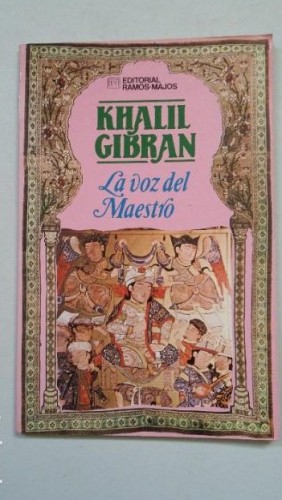 EDITORIAL
RAMOS-MAJOS
KHALIL
GIBRAN
La voz del
Maestro